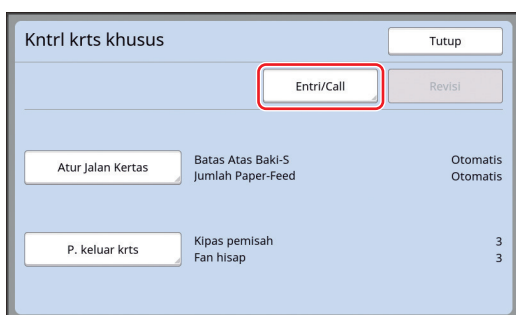 Kntrl krts khusus
Tutup
Entri/Call
Revisi
Atur Jalan Kertas
Batas Atas Baki-S
Otomatis
Jumlah Paper-Feed
Otomatis
P. keluar krts
Kipas pemisah
3
Fan hisap
3